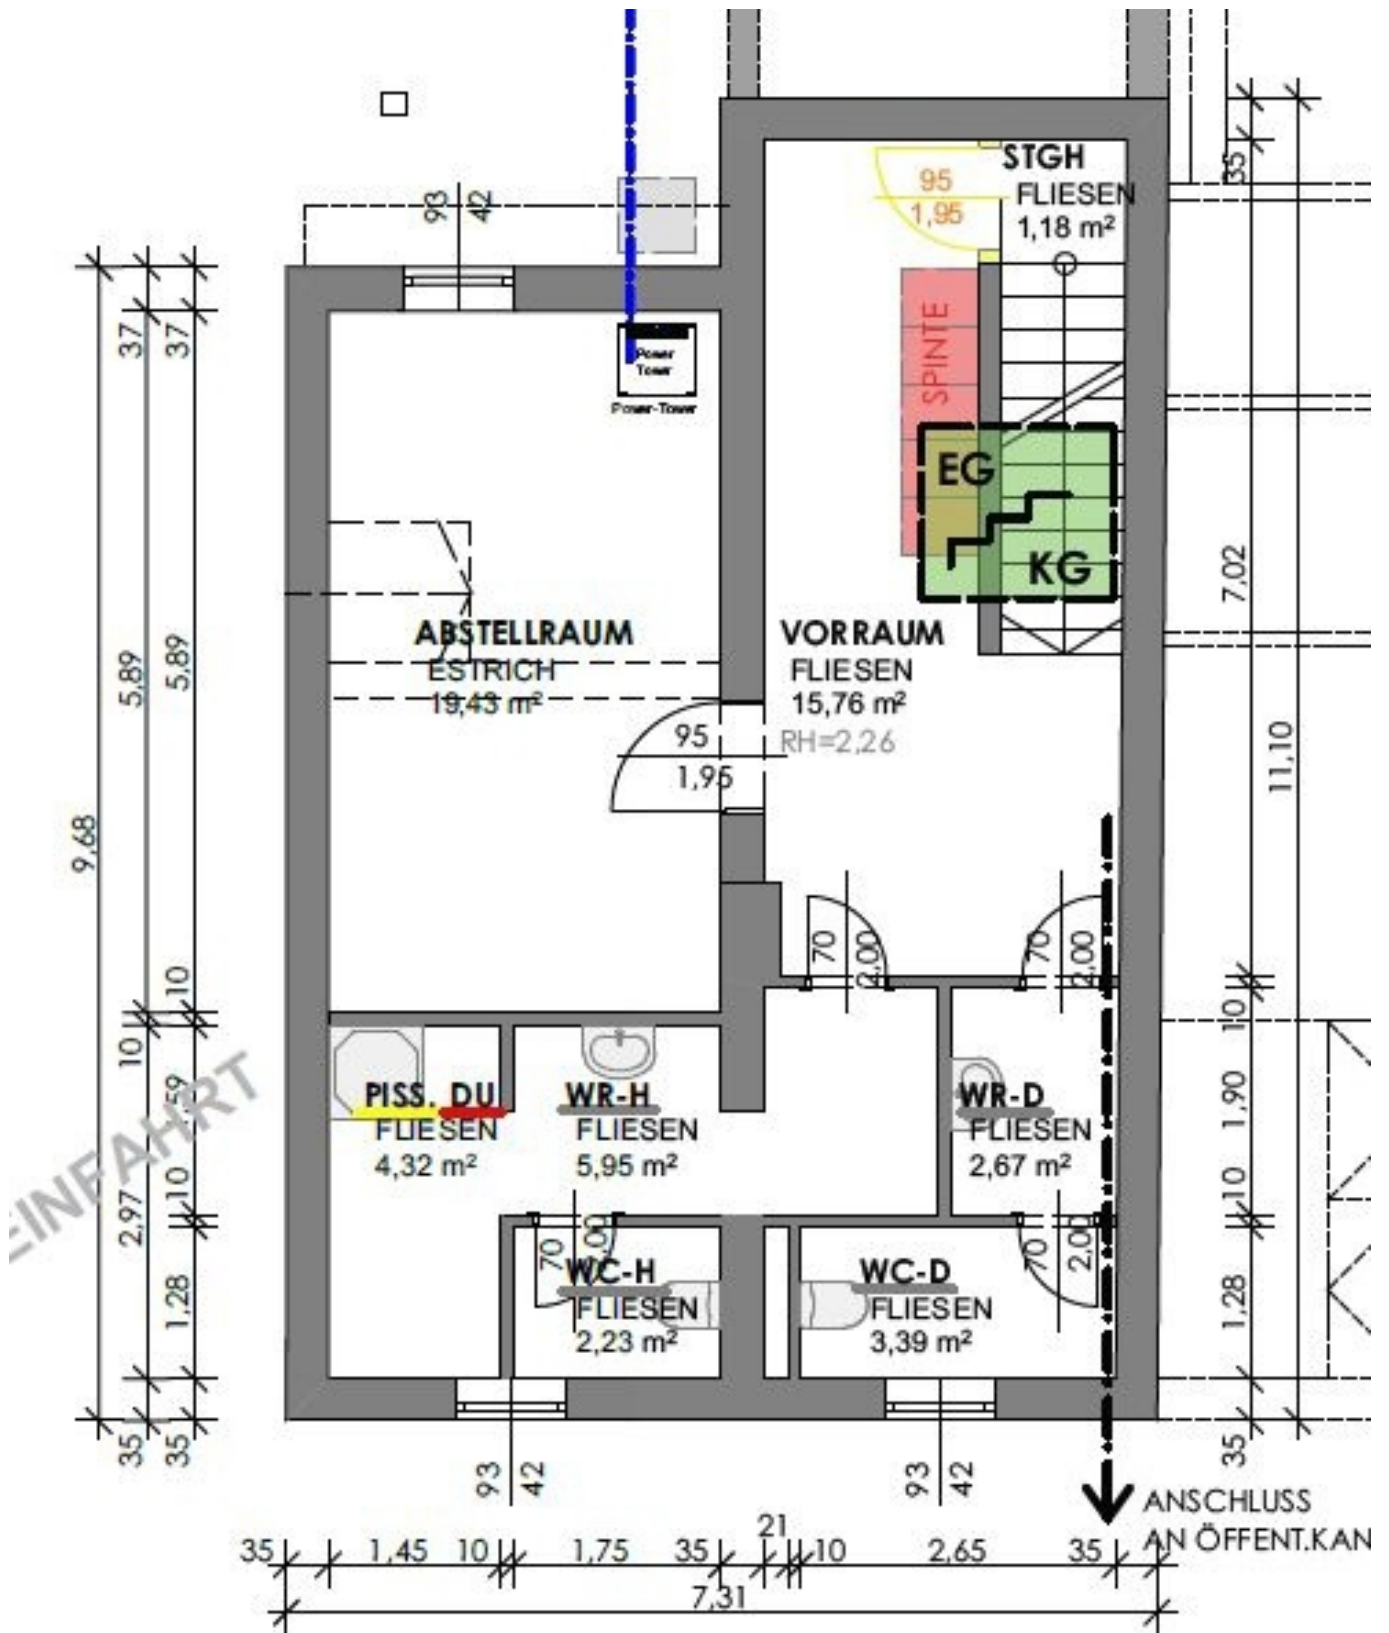 STGH
FLIESEN
1,18 m²
95
1,95
35
93
42
37
37
Power
Tower
Power-Tower
SPINTE
EG
KG
7,02
ABSTELLRAUM
ESTRICH
19,43 m²
VORRAUM
FLIESEN
15,76 m²
RH=2,26
5,89
5,89
95
1,95
11,10
9,68
70
2,00
70
2,00
10
10
10
EINFAHRT
PISS. DU
FLIESEN
4,32 m²
WR-H
FLIESEN
5,95 m²
WR-D
FLIESEN
2,67 m²
1,90
10
10
2,97
70
2,00
70
2,00
WC-H
FLIESEN
2,23 m²
WC-D
FLIESEN
3,39 m²
1,28
1,28
35
35
35
93
42
93
42
ANSCHLUSS
AN ÖFFENT.KAN
35
1,45
10
1,75
35
21
10
2,65
35
7,31